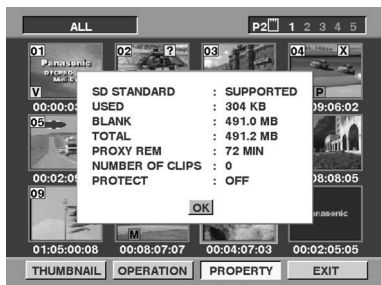 ALL P2 1 2 3 4 5
01 02 ? 03 04 X
Panasonic
DVCPRO
V P
SD STANDARD : SUPPORTED
USED : 304 KB
BLANK : 491.0 MB
TOTAL : 491.2 MB
PROXY REM : 72 MIN
NUMBER OF CLIPS : 0
PROTECT : OFF
OK
00:00:0 09:06:02
05
00:02:0 08:08:05
09
M
01:05:00:08 00:08:07:07 00:04:07:03 00:02:05:05
THUMBNAIL OPERATION PROPERTY EXIT